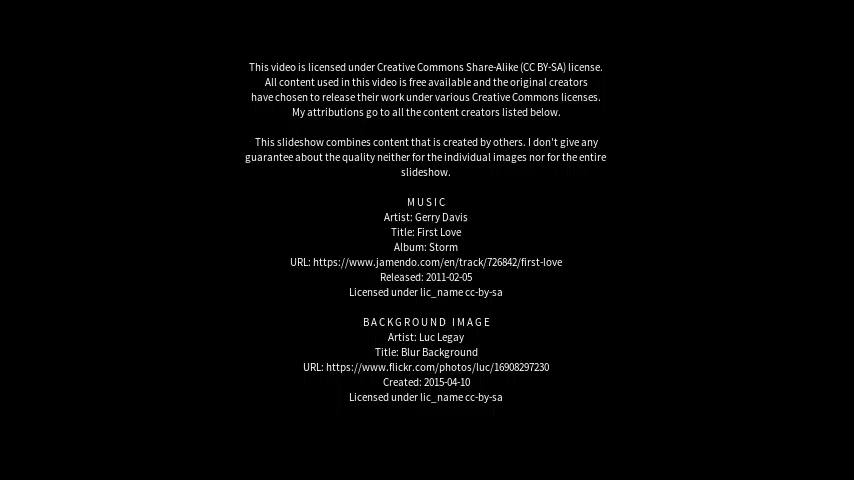 This video is licensed under Creative Commons Share-Alike (CC BY-SA) license.
All content used in this video is free available and the original creators
have chosen to release their work under various Creative Commons licenses.
My attributions go to all the content creators listed below.
This slideshow combines content that is created by others. I don't give any
guarantee about the quality neither for the individual images nor for the entire
slideshow.
MUSIC
Artist: Gerry Davis
Title: First Love
Album: Storm
URL: https://www.jamendo.com/en/track/726842/first-love
Released: 2011-02-05
Licensed under lic_name cc-by-sa
BACKGROUND IMAGE
Artist: Luc Legay
Title: Blur Background
URL: https://www.flickr.com/photos/luc/16908297230
Created: 2015-04-10
Licensed under lic_name cc-by-sa